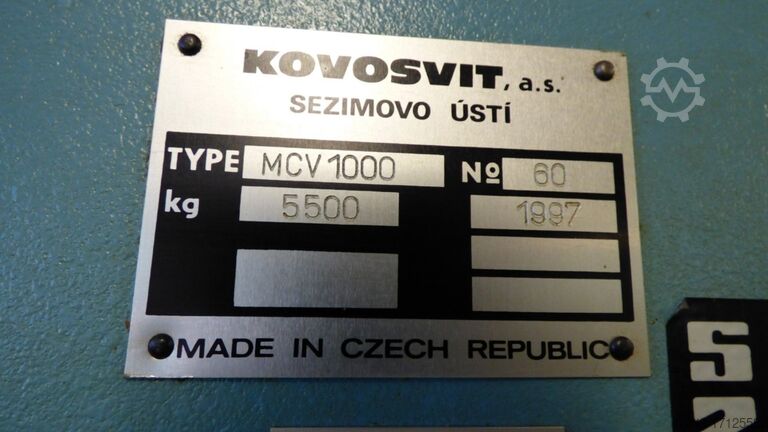 KOVOSVIT, a.s.
SEZIMOVO ÚSTÍ
TYPE MCV 1000 Nº 60
kg 5500 1997
MADE IN CZECH REPUBLIC